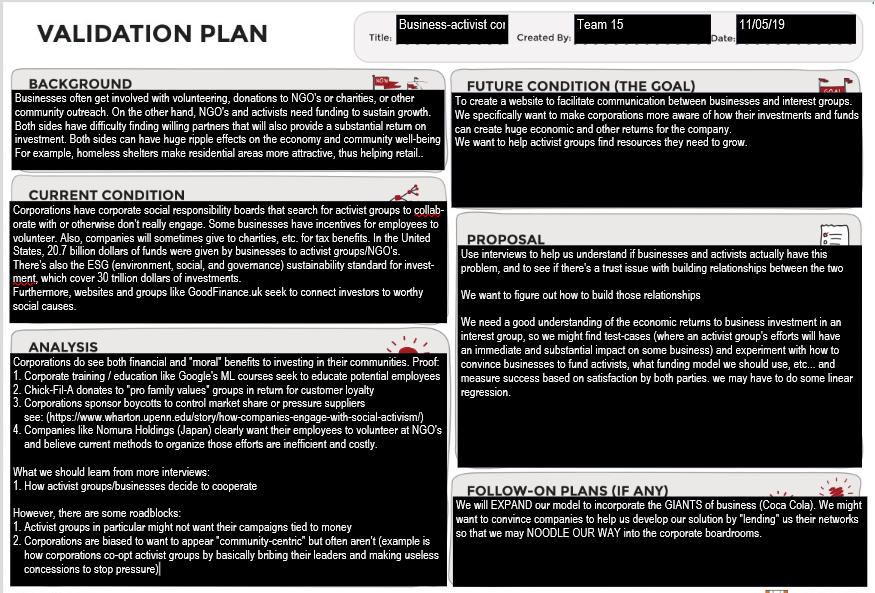 VALIDATION PLAN
Title: Business-activist cor
Created By: Team 15
Date: 11/05/19
BACKGROUND
Businesses often get involved with volunteering, donations to NGO's or charities, or other
community outreach. On the other hand, NGO's and activists need funding to sustain growth.
Both sides have difficulty finding willing partners that will also provide a substantial return on
investment. Both sides can have huge ripple effects on the economy and community well-being
For example, homeless shelters make residential areas more attractive, thus helping retail..
CURRENT CONDITION
Corporations have corporate social responsibility boards that search for activist groups to collab-
orate with or otherwise don't really engage. Some businesses have incentives for employees to
volunteer. Also, companies will sometimes give to charities, etc. for tax benefits. In the United
States, 20.7 billion dollars of funds were given by businesses to activist groups/NGO's.
There's also the ESG (environment, social, and governance) sustainability standard for invest-
ment, which cover 30 trillion dollars of investments.
Furthermore, websites and groups like GoodFinance.uk seek to connect investors to worthy
social causes.
ANALYSIS
Corporations do see both financial and "moral" benefits to investing in their communities. Proof:
1. Corporate training / education like Google's ML courses seek to educate potential employees
2. Chick-Fil-A donates to "pro family values" groups in return for customer loyalty
3. Corporations sponsor boycotts to control market share or pressure suppliers
see: (https://www.wharton.upenn.edu/story/how-companies-engage-with-social-activism/)
4. Companies like Nomura Holdings (Japan) clearly want their employees to volunteer at NGO's
and believe current methods to organize those efforts are inefficient and costly.
What we should learn from more interviews:
1. How activist groups/businesses decide to cooperate
However, there are some roadblocks:
1. Activist groups in particular might not want their campaigns tied to money
2. Corporations are biased to want to appear "community-centric" but often aren't (example is
how corporations co-opt activist groups by basically bribing their leaders and making useless
concessions to stop pressure)
FUTURE CONDITION (THE GOAL)
GOAL
To create a website to facilitate communication between businesses and interest groups.
We specifically want to make corporations more aware of how their investments and funds
can create huge economic and other returns for the company.
We want to help activist groups find resources they need to grow.
PROPOSAL
Use interviews to help us understand if businesses and activists actually have this
problem, and to see if there's a trust issue with building relationships between the two
We want to figure out how to build those relationships
We need a good understanding of the economic returns to business investment in an
interest group, so we might find test-cases (where an activist group's efforts will have
an immediate and substantial impact on some business) and experiment with how to
convince businesses to fund activists, what funding model we should use, etc... and
measure success based on satisfaction by both parties. we may have to do some linear
regression.
FOLLOW-ON PLANS (IF ANY)
We will EXPAND our model to incorporate the GIANTS of business (Coca Cola). We might
want to convince companies to help us develop our solution by "lending" us their networks
so that we may NOODLE OUR WAY into the corporate boardrooms.